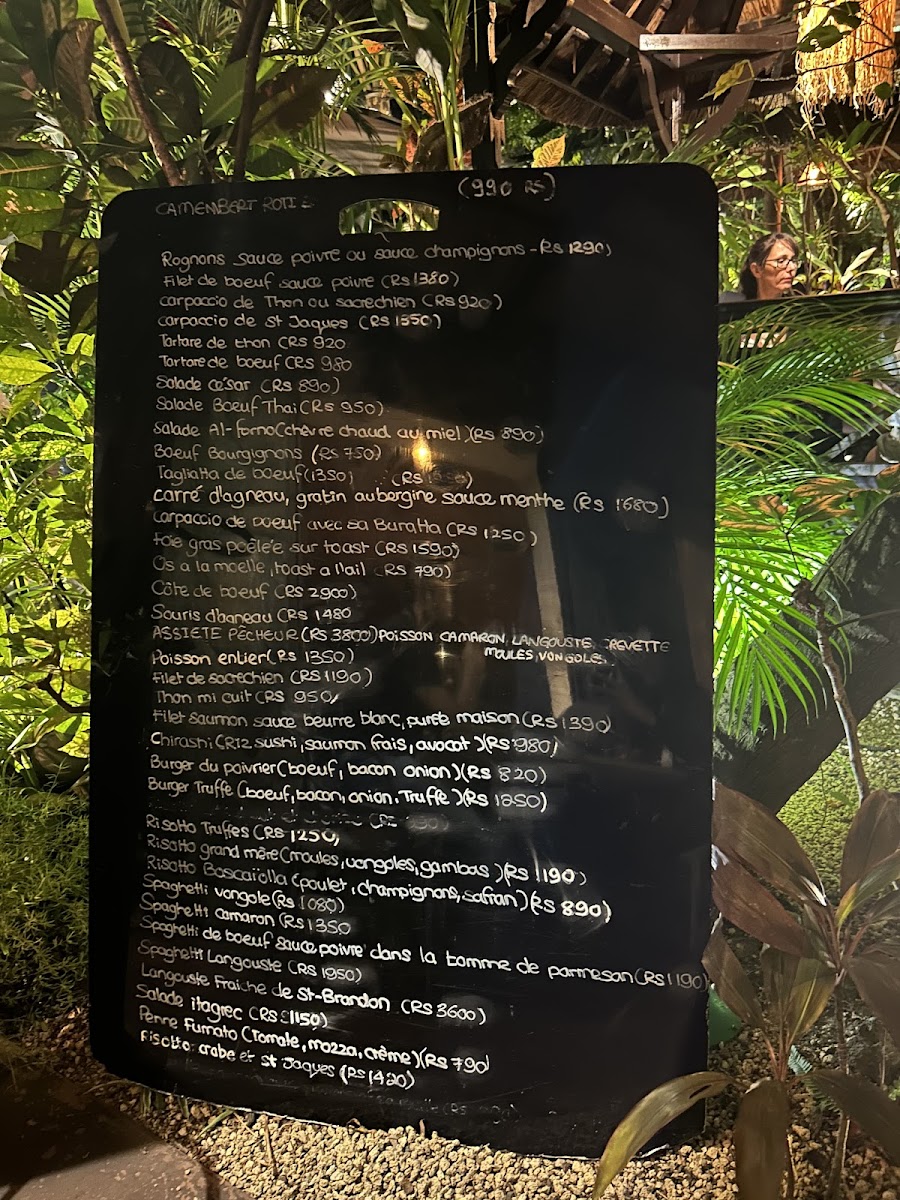 CAMEMBERT ROTI (990 RS)
Rognons sauce poivre ou sauce champignons - Rs 1290)
Filet de boeuf sauce poivre (Rs 1380)
carpaccio de Thon ou sacrechien (Rs 920)
carpaccio de St Jaques (Rs 1350)
Tartare de thon (Rs 920
Tartare de boeuf (Rs 980
Salade césar (Rs 890)
Salade Boeuf Thai (Rs 950)
Salade Al-forno (chèvre chaud au miel) (Rs 890)
Boeuf Bourgignons (Rs 750)
Tagliatta de boeuf (1350)
carré d'agneau, gratin aubergine sauce menthe (Rs 1680)
Carpaccio de boeuf avec sa Buratta (Rs 1250)
Foie gras poêlée sur toast (Rs 1590)
Os a la moelle, toast a l'ail (Rs 790)
Côte de boeuf (Rs 2900)
Souris d'agneau (Rs 1480
ASSIETE PÊCHEUR (Rs 3800) POISSON CAMARON, LANGOUSTE, CREVETTE
MOULES, VONGOLES,
Poisson entier (Rs 1350)
Filet de sacrechien (Rs 1190)
Thon mi cuit (Rs 950)
Filet saumon sauce beurre blanc, purée maison (Rs 1390)
Chirashi (Riz sushi, saumon frais, avocat) (Rs 980)
Burger du poivrier (boeuf, bacon onion) (Rs 820)
Burger Truffe (boeuf, bacon, onion, Truffe) (Rs 1250)
Risotto Truffes (Rs 1250)
Risotto grand mère (moules, vongoles, gambas) (Rs 1190)
Risotto Boscaiolla (poulet, champignons, safran) (Rs 890)
Spaghetti vongole (Rs 1080)
Spaghetti camaron (Rs 1350
Spaghetti de boeuf sauce poivre dans la tomme de parmesan (Rs 1190)
Spaghetti Langouste (Rs 1950)
Langouste Fraiche de St-Brandon (Rs 3600)
Salade itagrec (Rs 1150)
Penne Fumato (Tomate, mozza, crème) (Rs 790)
Risotto crabe et St Jaques (Rs 1420)